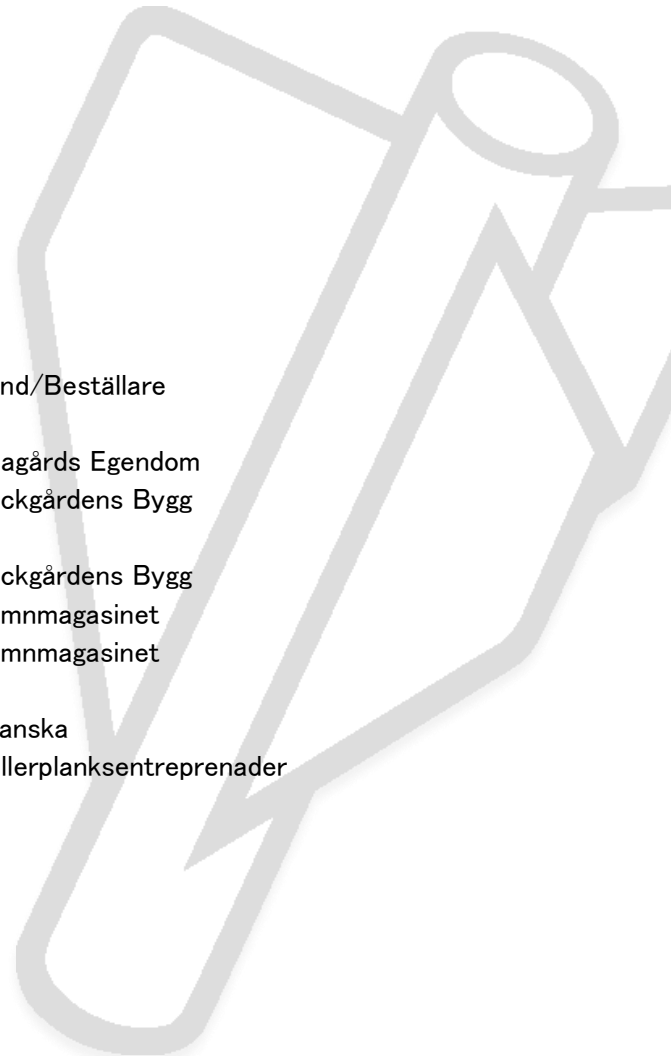 nd/Beställare
agårds Egendom
ckgårdens Bygg
ckgårdens Bygg
mnmagasinet
mnmagasinet
anska
llerplanksentreprenader